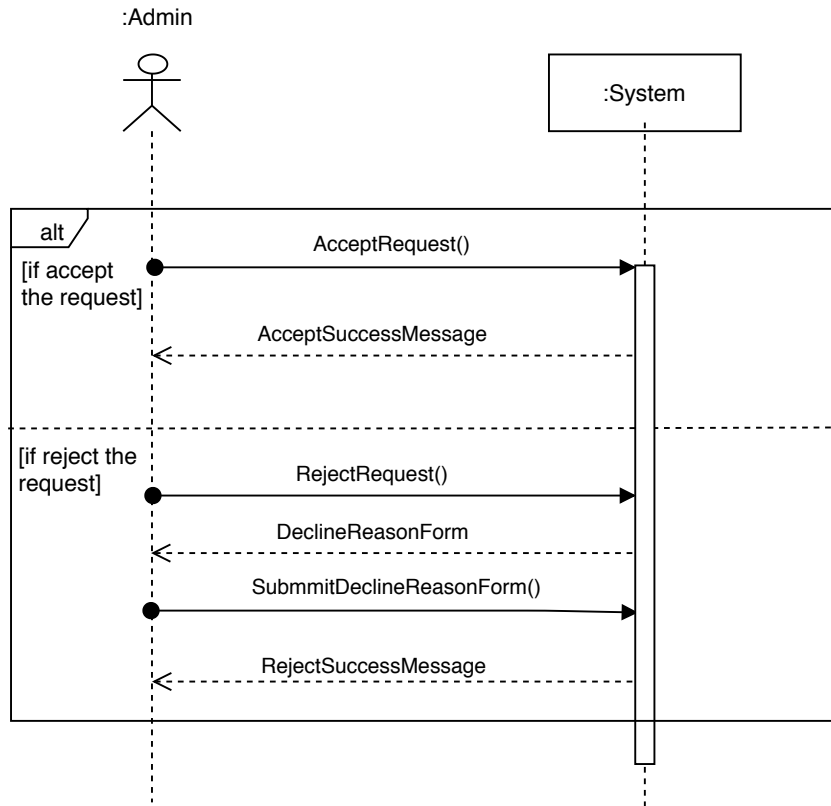 :Admin
:System
alt
AcceptRequest()
[if accept
the request]
AcceptSuccessMessage
[if reject the
request]
RejectRequest()
DeclineReasonForm
SubmmitDeclineReasonForm()
RejectSuccessMessage